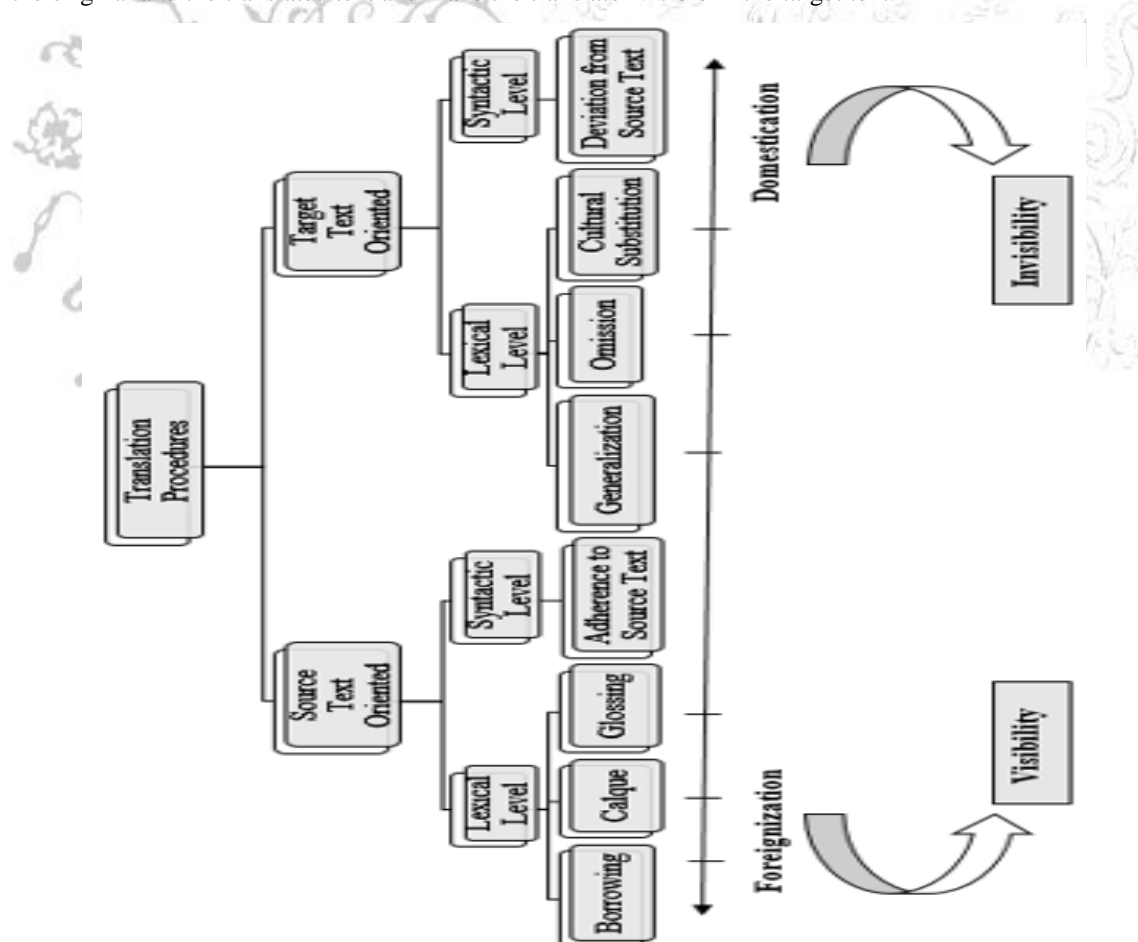 Translation
Procedures
Source
Text
Oriented
Target
Text
Oriented
Lexical
Level
Syntactic
Level
Lexical
Level
Syntactic
Level
Borrowing
Calque
Glossing
Adherence to
Source Text
Generalization
Omission
Cultural
Substitution
Deviation from
Source Text
Foreignization
Domestication
Visibility
Invisibility